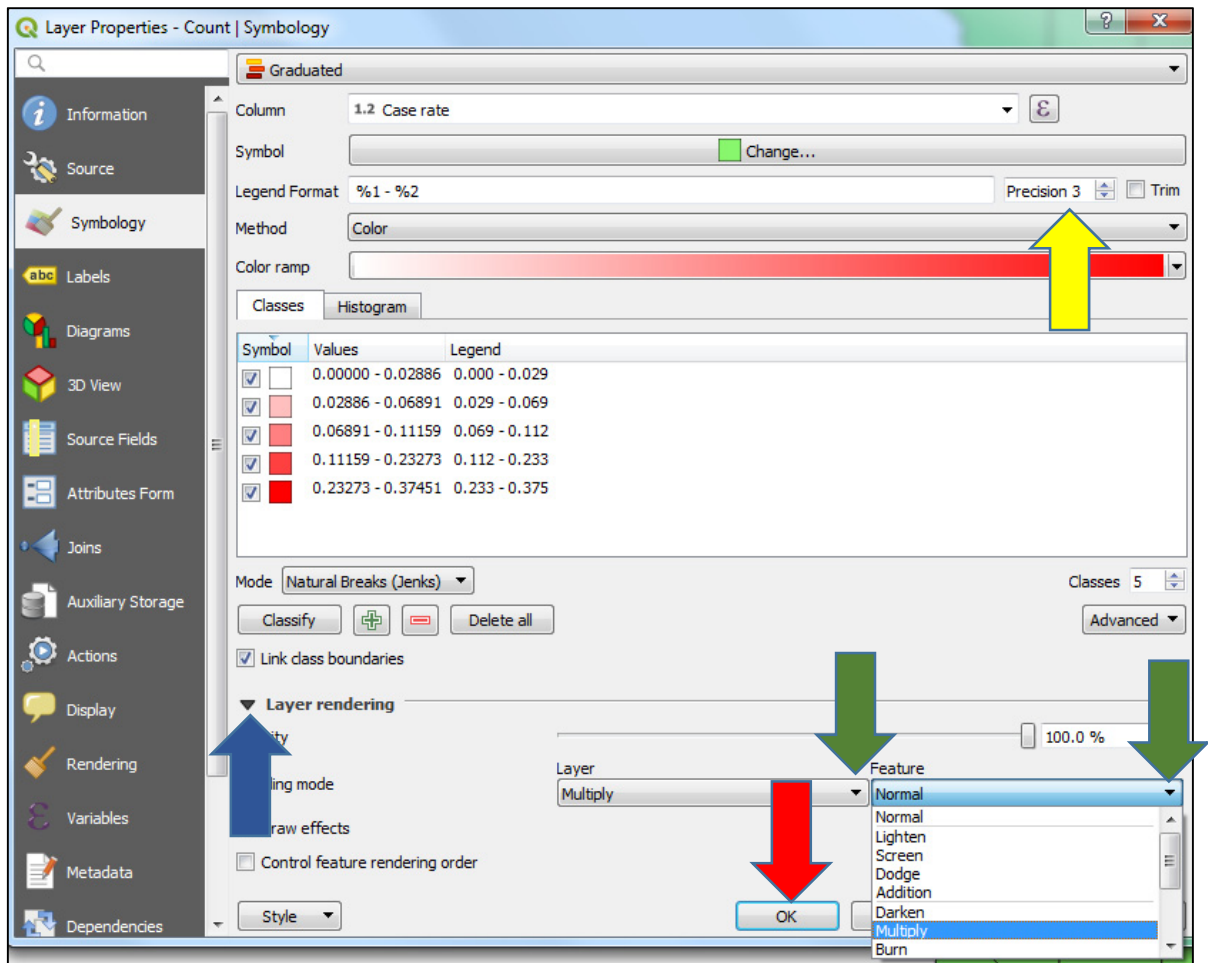 Layer Properties - Count | Symbology
Graduated
Information
Source
Symbology
Labels
Diagrams
3D View
Source Fields
Attributes Form
Joins
Auxiliary Storage
Actions
Display
Rendering
Variables
Metadata
Dependencies
Column 1.2 Case rate ε
Symbol Change...
Legend Format %1 - %2 Precision 3 Trim
Method Color
Color ramp
Classes Histogram
Symbol Values Legend
0.00000 - 0.02886 0.000 - 0.029
0.02886 - 0.06891 0.029 - 0.069
0.06891 - 0.11159 0.069 - 0.112
0.11159 - 0.23273 0.112 - 0.233
0.23273 - 0.37451 0.233 - 0.375
Mode Natural Breaks (Jenks) Classes 5
Classify Delete all Advanced
Link class boundaries
Layer rendering
100.0 %
Layer Feature
mode Multiply Normal
Normal
effects Lighten
Screen
Control feature rendering order
Dodge
Addition
Style OK Darken
Multiply
Burn
abc